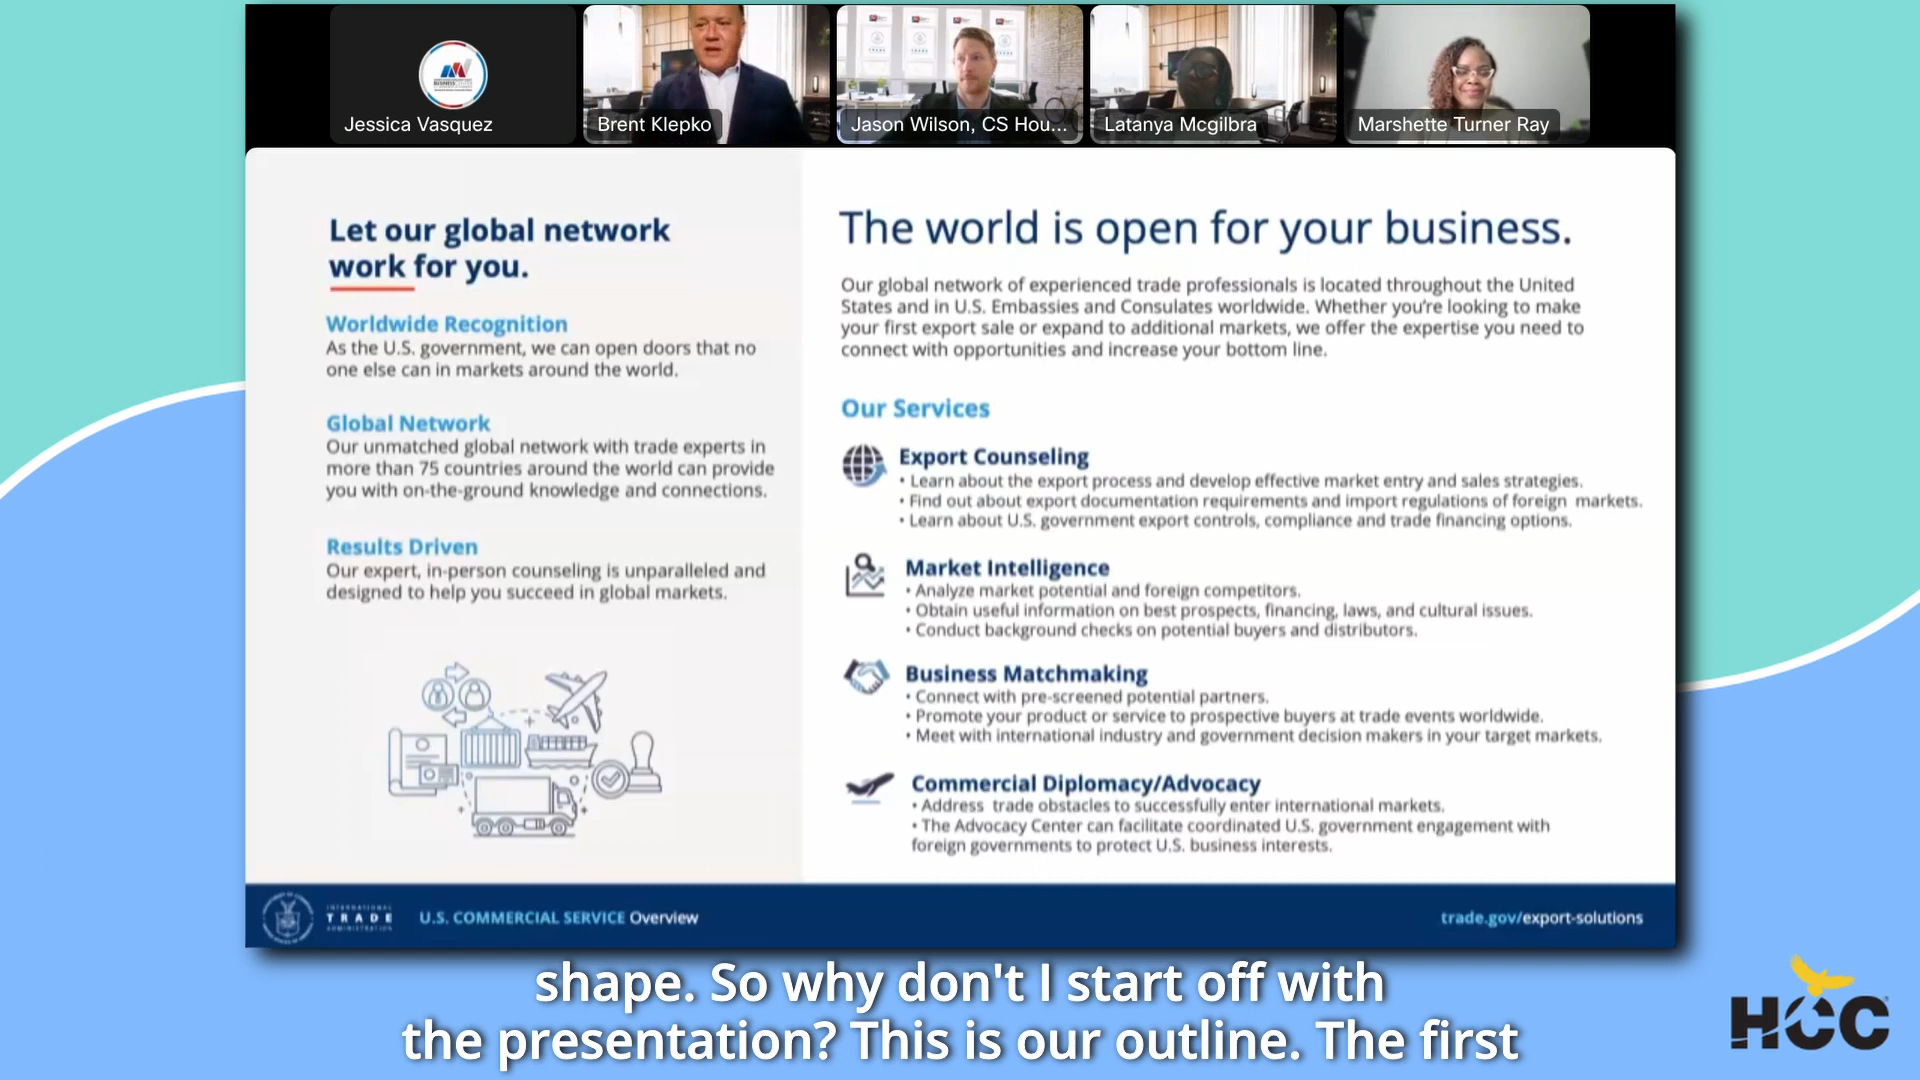 Jessica Vasquez
Brent Klepko
Jason Wilson, CS Hou...
Latanya Mcgilbra
Marshette Turner Ray
Let our global network
work for you.
Worldwide Recognition
As the U.S. government, we can open doors that no
one else can in markets around the world.
Global Network
Our unmatched global network with trade experts in
more than 75 countries around the world can provide
you with on-the-ground knowledge and connections.
Results Driven
Our expert, in-person counseling is unparalleled and
designed to help you succeed in global markets.
The world is open for your business.
Our global network of experienced trade professionals is located throughout the United
States and in U.S. Embassies and Consulates worldwide. Whether you're looking to make
your first export sale or expand to additional markets, we offer the expertise you need to
connect with opportunities and increase your bottom line.
Our Services
Export Counseling
• Learn about the export process and develop effective market entry and sales strategies.
• Find out about export documentation requirements and import regulations of foreign markets.
• Learn about U.S. government export controls, compliance and trade financing options.
Market Intelligence
• Analyze market potential and foreign competitors.
• Obtain useful information on best prospects, financing, laws, and cultural issues.
• Conduct background checks on potential buyers and distributors.
Business Matchmaking
• Connect with pre-screened potential partners.
• Promote your product or service to prospective buyers at trade events worldwide.
• Meet with international industry and government decision makers in your target markets.
Commercial Diplomacy/Advocacy
• Address trade obstacles to successfully enter international markets.
• The Advocacy Center can facilitate coordinated U.S. government engagement with
foreign governments to protect U.S. business interests.
INTERNATIONAL
TRADE
ADMINISTRATION
U.S. COMMERCIAL SERVICE Overview
trade.gov/export-solutions
shape. So why don't I start off with
the presentation? This is our outline. The first
HCC